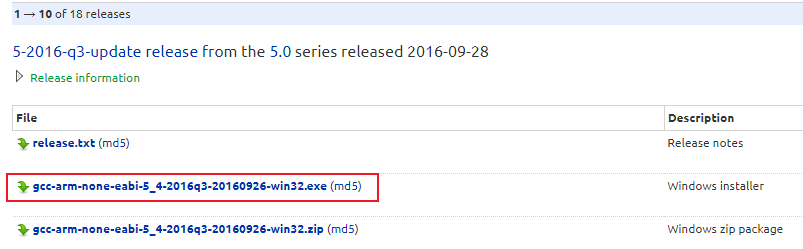 1 → 10 of 18 releases
5-2016-q3-update release from the 5.0 series released 2016-09-28
Release information
File Description
release.txt (md5) Release notes
gcc-arm-none-eabi-5_4-2016q3-20160926-win32.exe (md5) Windows installer
gcc-arm-none-eabi-5_4-2016q3-20160926-win32.zip (md5) Windows zip package